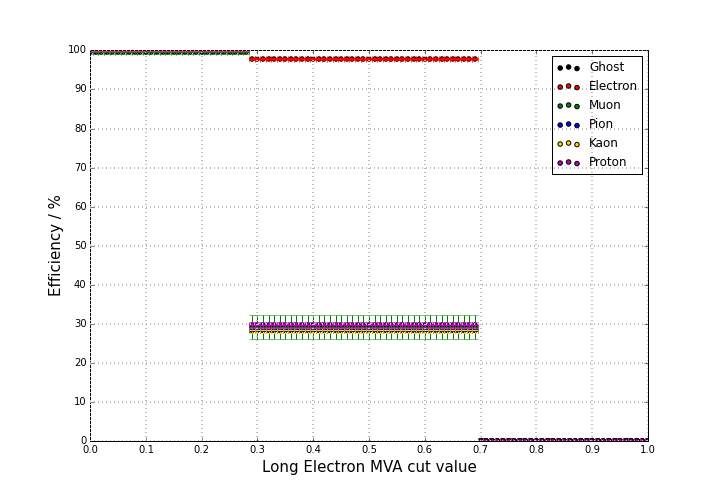 100
90
80
70
60
50
40
30
20
10
0
Efficiency / %
0.0 0.1 0.2 0.3 0.4 0.5 0.6 0.7 0.8 0.9 1.0
Long Electron MVA cut value
Ghost
Electron
Muon
Pion
Kaon
Proton